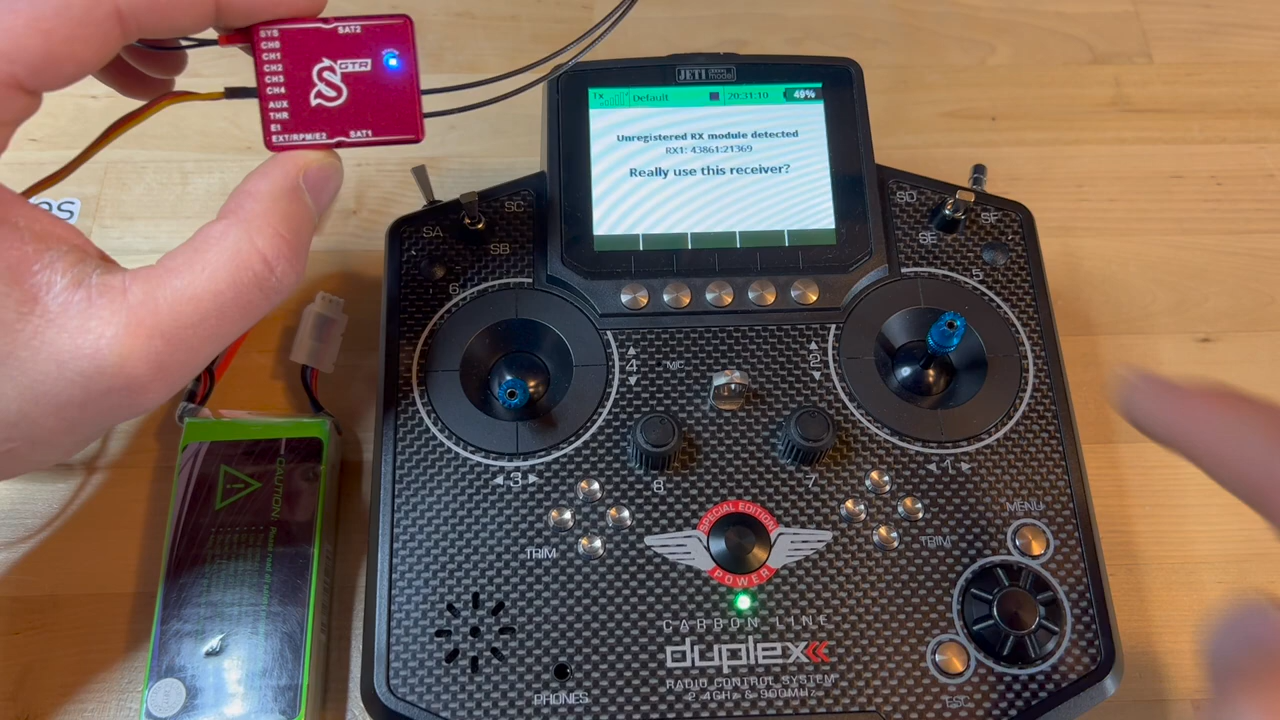 SYS
CH0
CH1
CH2
CH3
CH4
AUX
THR
E1
EXT/RPM/E2
SAT2
S GTR
SAT1
JETI model
Tx Default 20:31:10 49%
Unregistered RX module detected
RX1: 43861:21369
Really use this receiver?
SA
SB
SC
SD
SE
SF
6
5
4
MIC
2
3
1
8
7
TRIM
TRIM
MENU
SPECIAL EDITION
POWER
CARBON LINE
duplex
RADIO CONTROL SYSTEM
2.4GHz & 900MHz
PHONES
ESC
es
CAUTION: